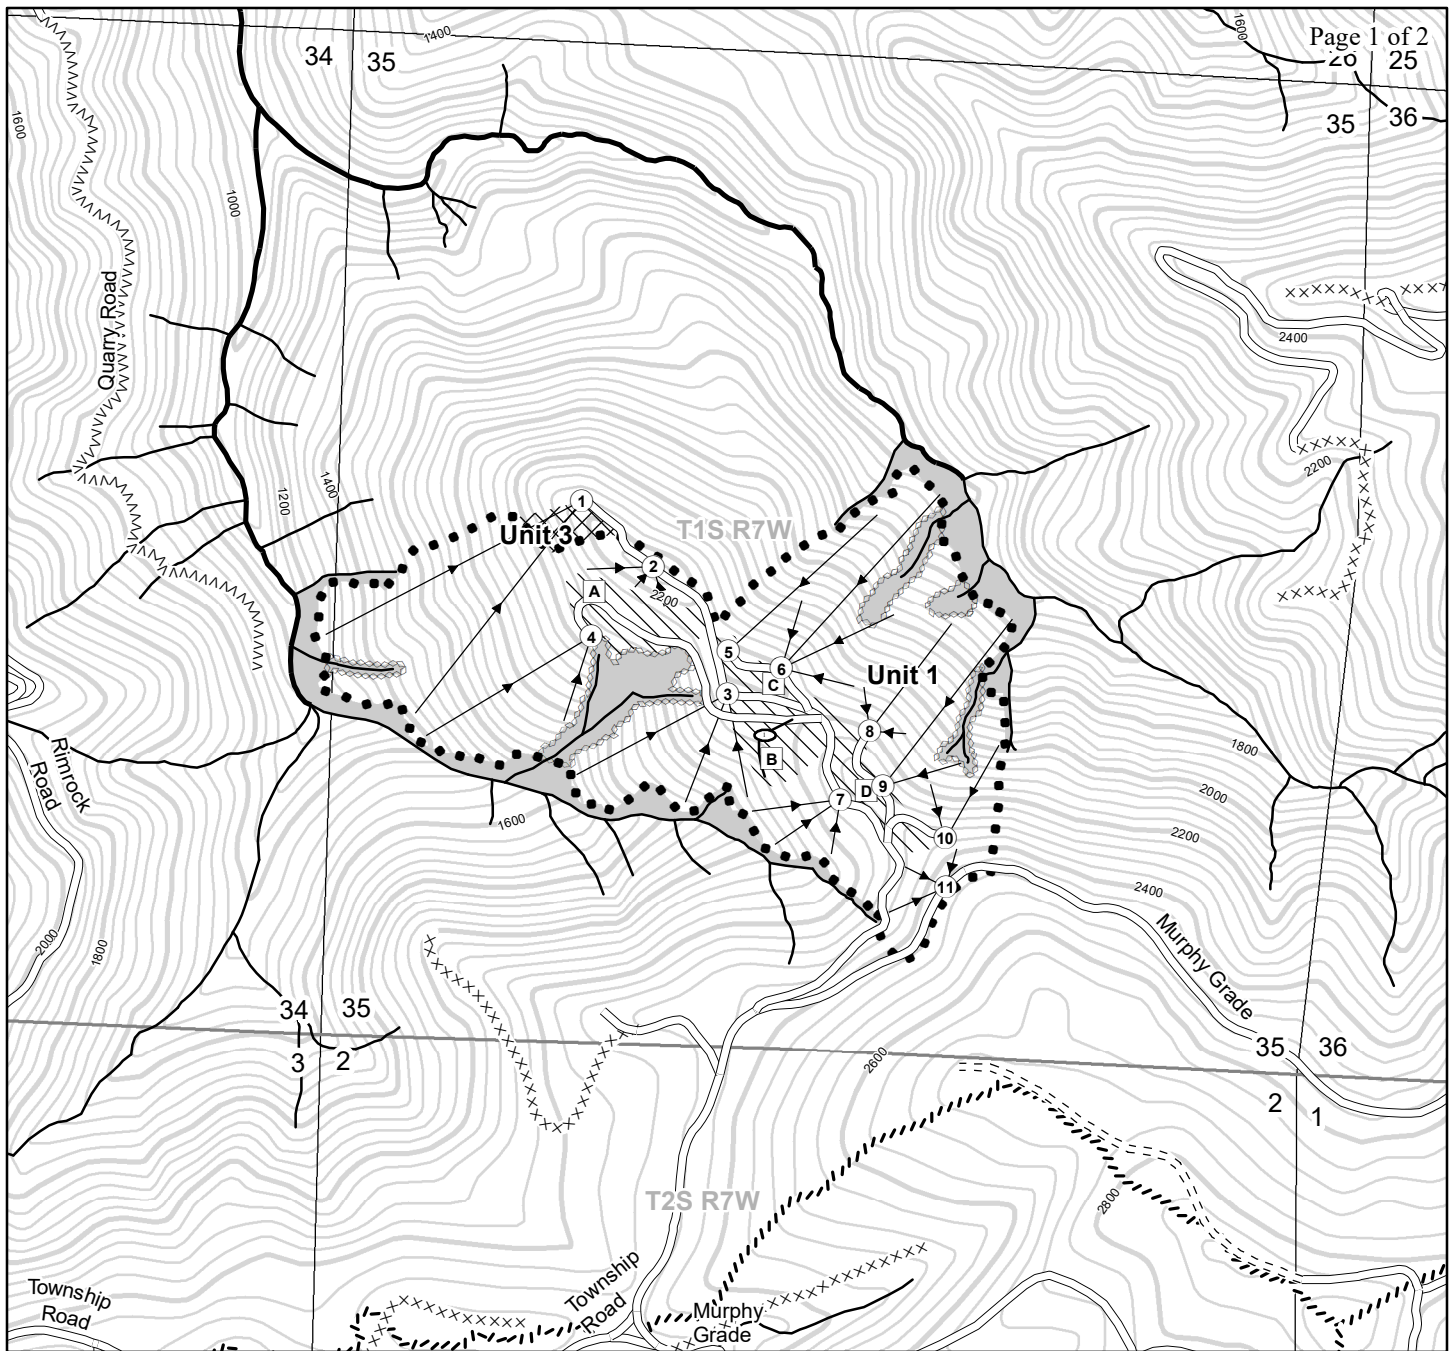 Page 1 of 2
34
35
1400
1600
26
25
35
36
1600
1000
Quarry Road
2400
2200
1400
1200
1
Unit 3
T1S R7W
2
A
2200
4
5
6
Unit 1
C
3
8
B
D
9
7
10
11
Rimrock
Road
1600
1800
2000
2200
2400
2000
1800
Murphy Grade
34
35
3
2
35
36
2
1
2600
T2S R7W
2800
Township
Road
Township
Road
Murphy
Grade